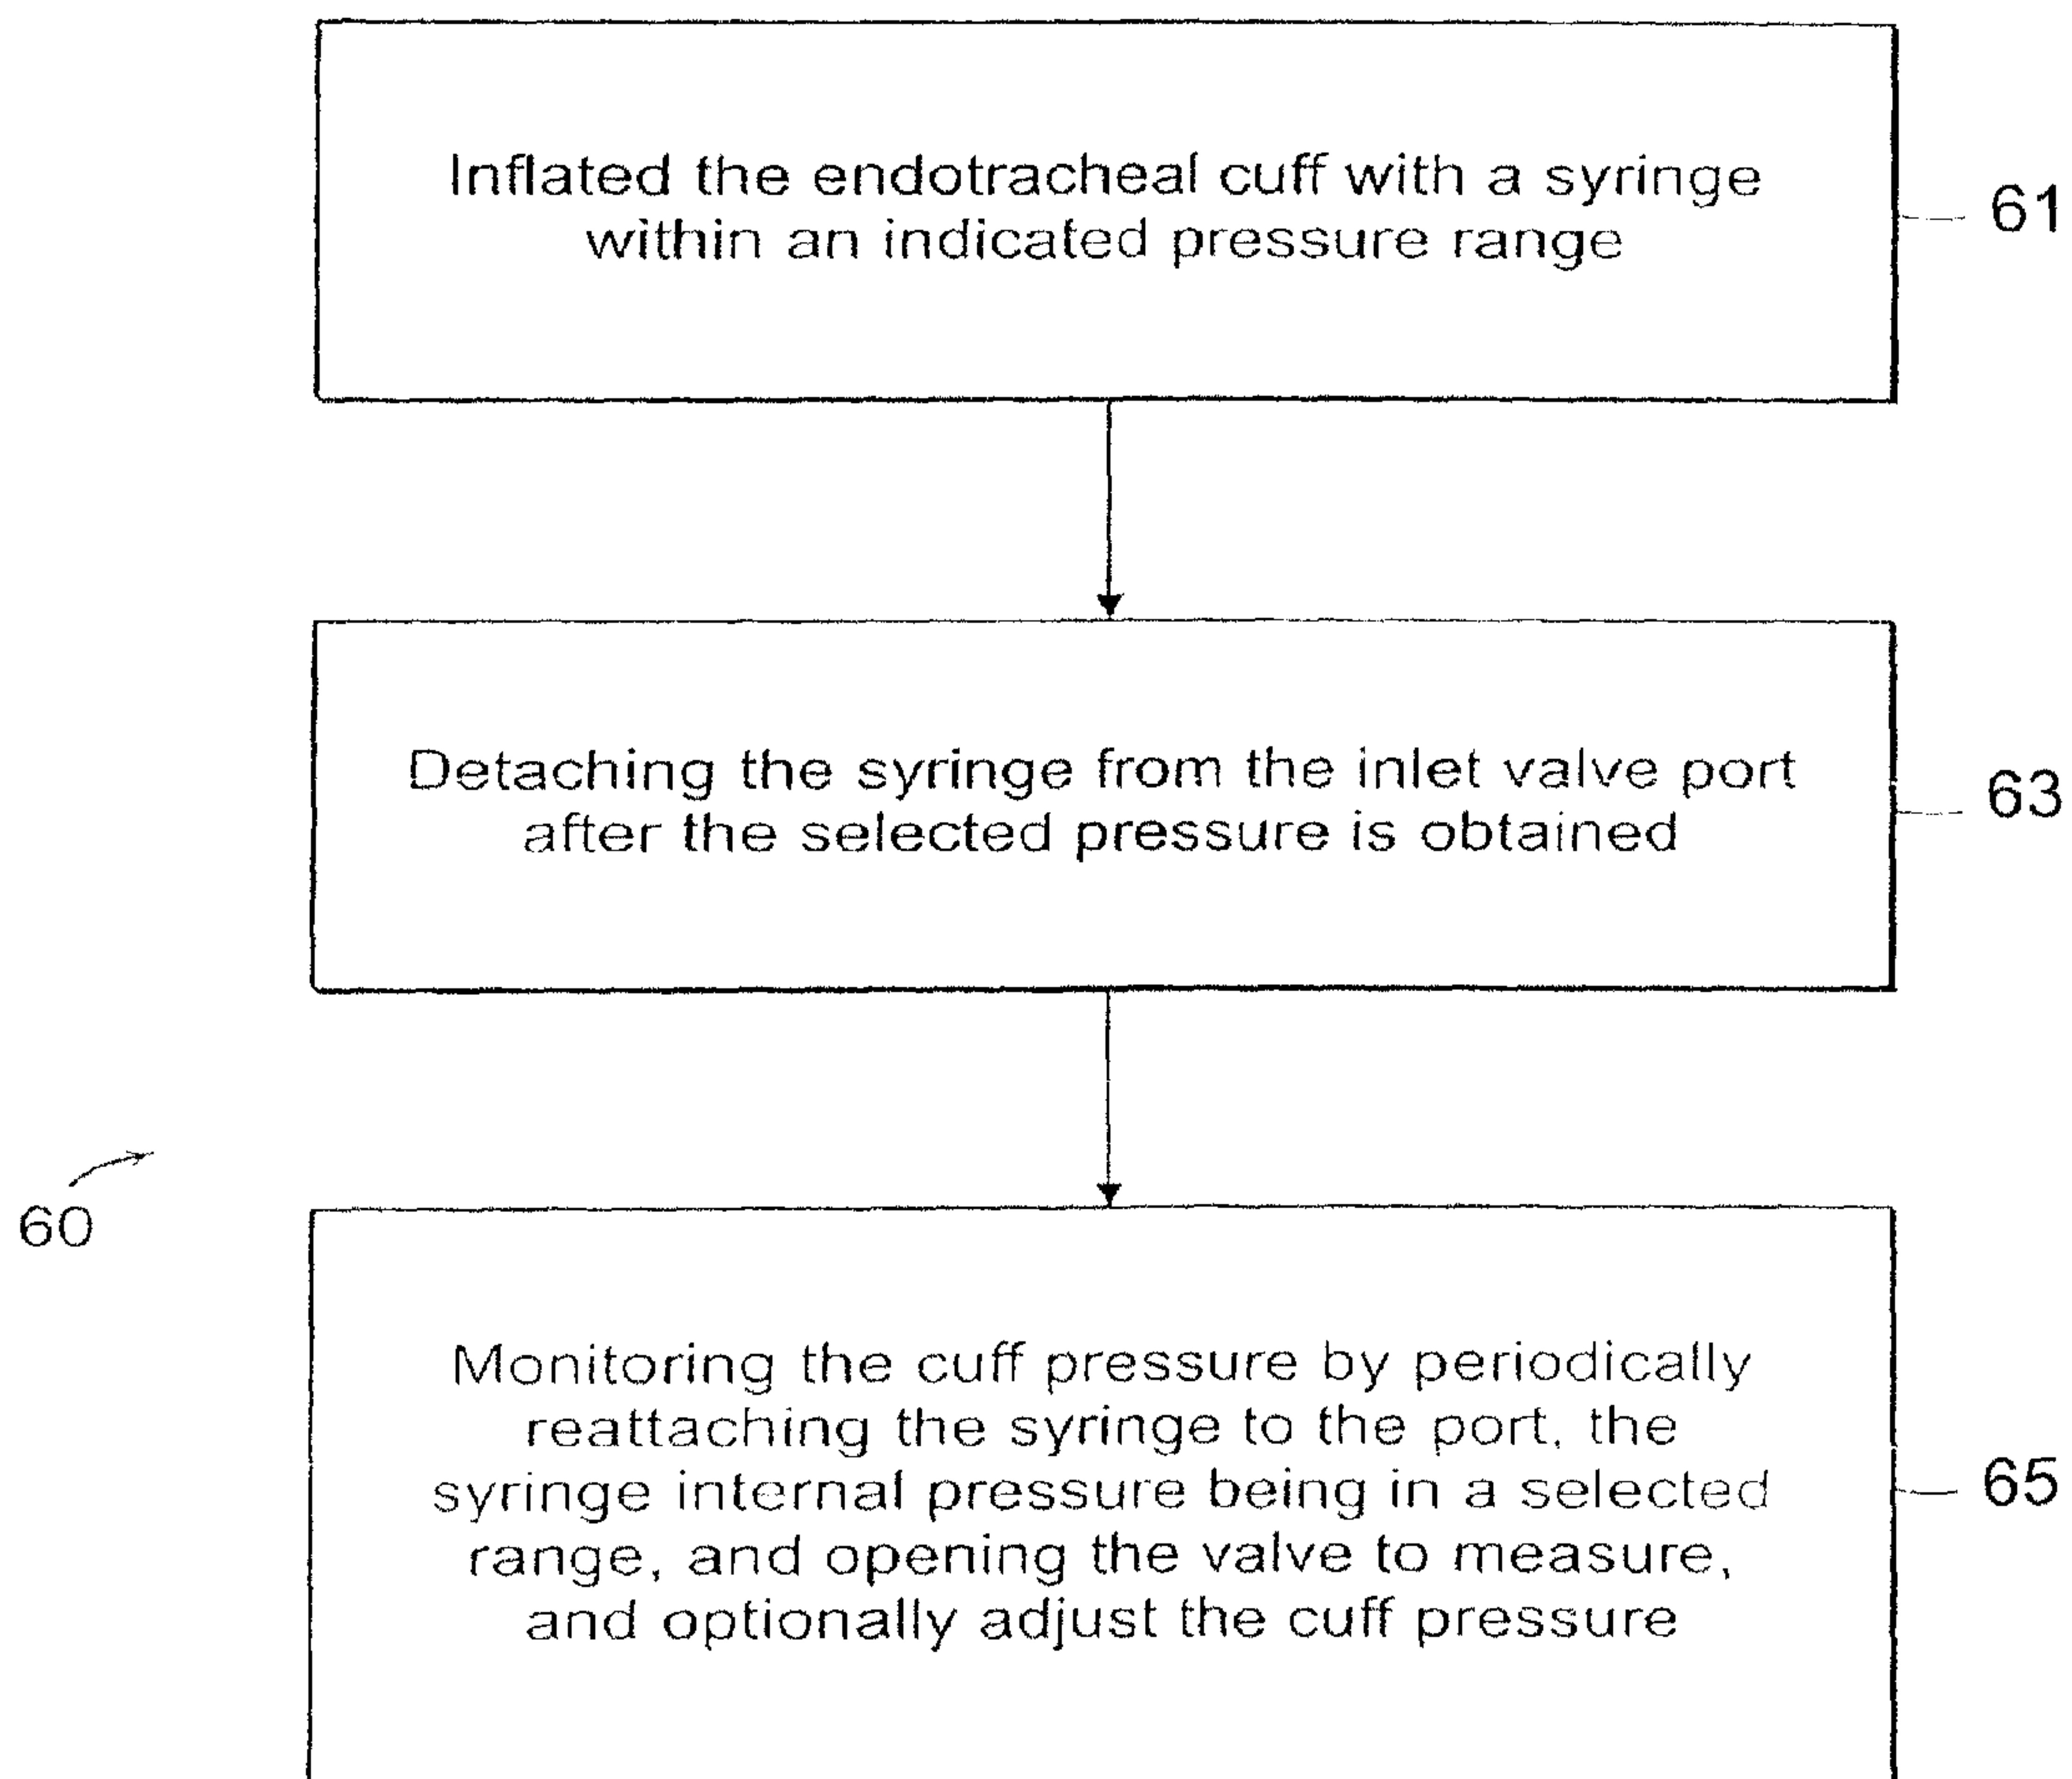 Inflated the endotracheal cuff with a syringe
within an indicated pressure range
61
Detaching the syringe from the inlet valve port
after the selected pressure is obtained
63
60
Monitoring the cuff pressure by periodically
reattaching the syringe to the port, the
syringe internal pressure being in a selected
range, and opening the valve to measure,
and optionally adjust the cuff pressure
65